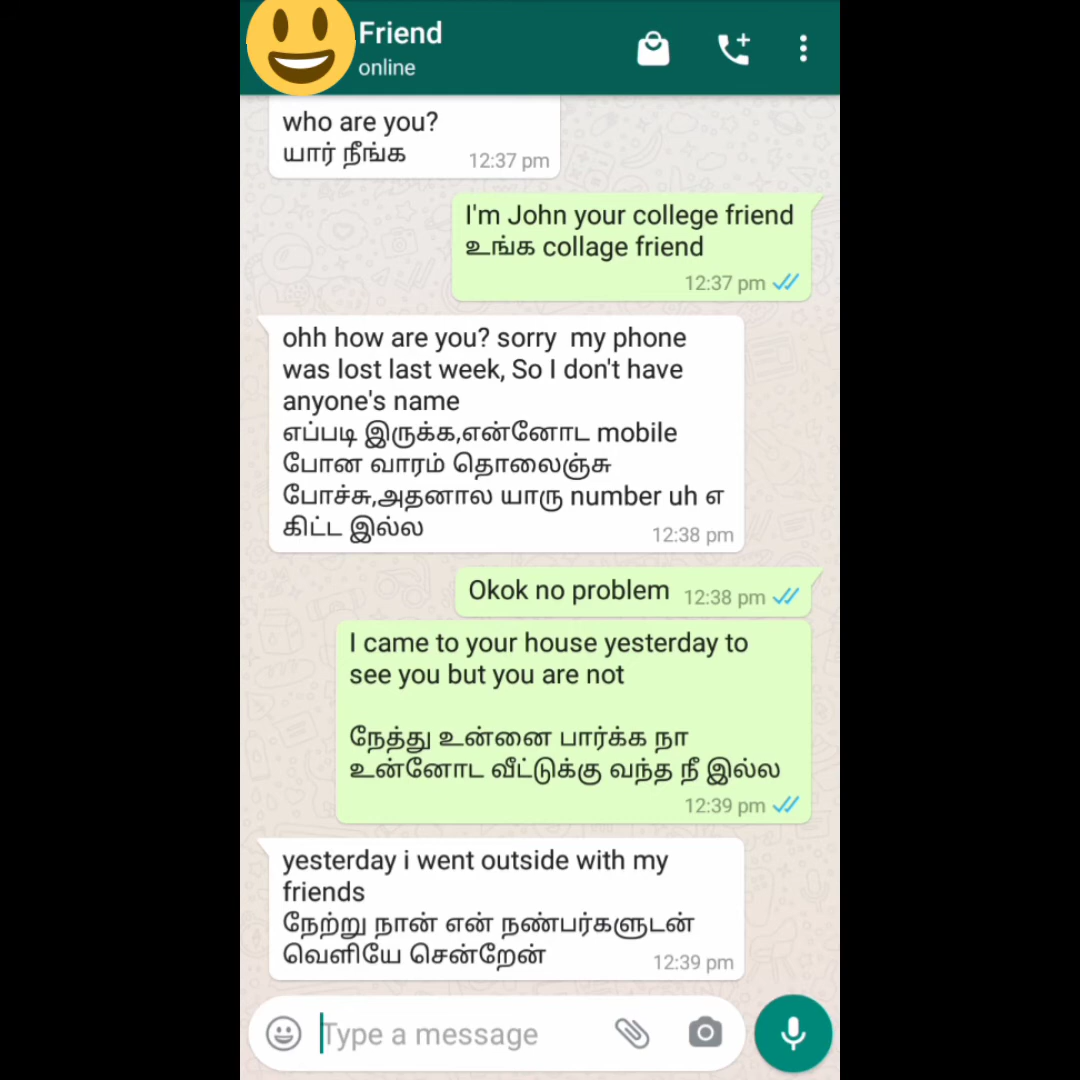 Friend
online
who are you?
யார் நீங்க
12:37 pm
I'm John your college friend
உங்க collage friend
12:37 pm
ohh how are you? sorry  my phone
was lost last week, So I don't have
anyone's name
எப்படி இருக்க,என்னோட mobile
போன வாரம் தொலைஞ்சு
போச்சு,அதனால யாரு number uh எ
கிட்ட இல்ல
12:38 pm
Okok no problem
12:38 pm
I came to your house yesterday to
see you but you are not
நேத்து உன்னை பார்க்க நா
உன்னோட வீட்டுக்கு வந்த நீ இல்ல
12:39 pm
yesterday i went outside with my
friends
நேற்று நான் என் நண்பர்களுடன்
வெளியே சென்றேன்
12:39 pm
Type a message